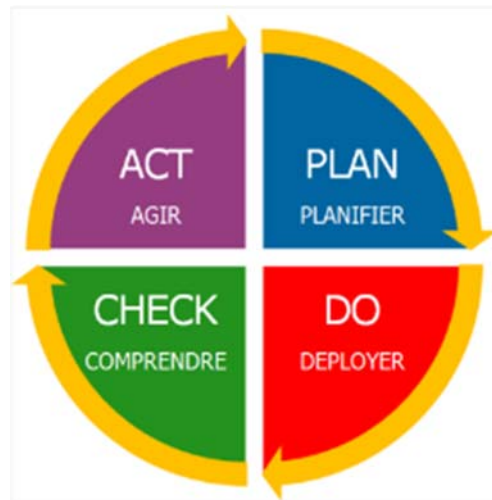 ACT
AGIR
PLAN
PLANIFIER
CHECK
COMPRENDRE
DO
DEPLOYER